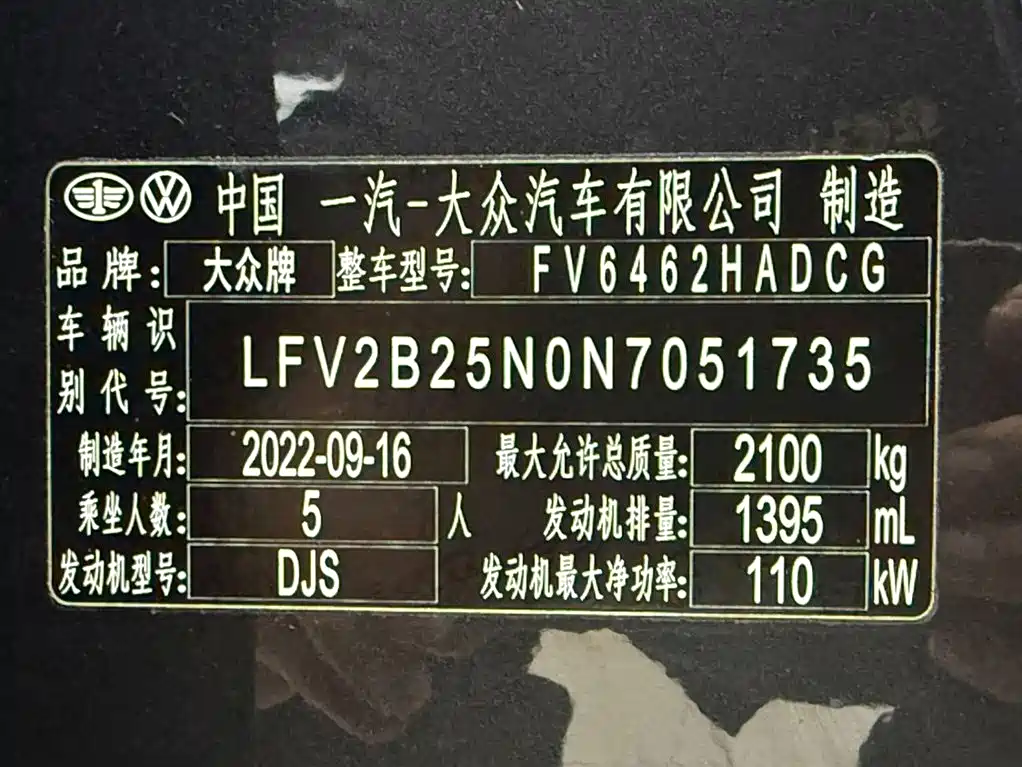 中国 一汽-大众汽车有限公司 制造
品牌: 大众牌 整车型号: FV6462HADCG
车辆识别代号: LFV2B25N0N7051735
制造年月: 2022-09-16 最大允许总质量: 2100 kg
乘坐人数: 5 人 发动机排量: 1395 mL
发动机型号: DJS 发动机最大净功率: 110 kW